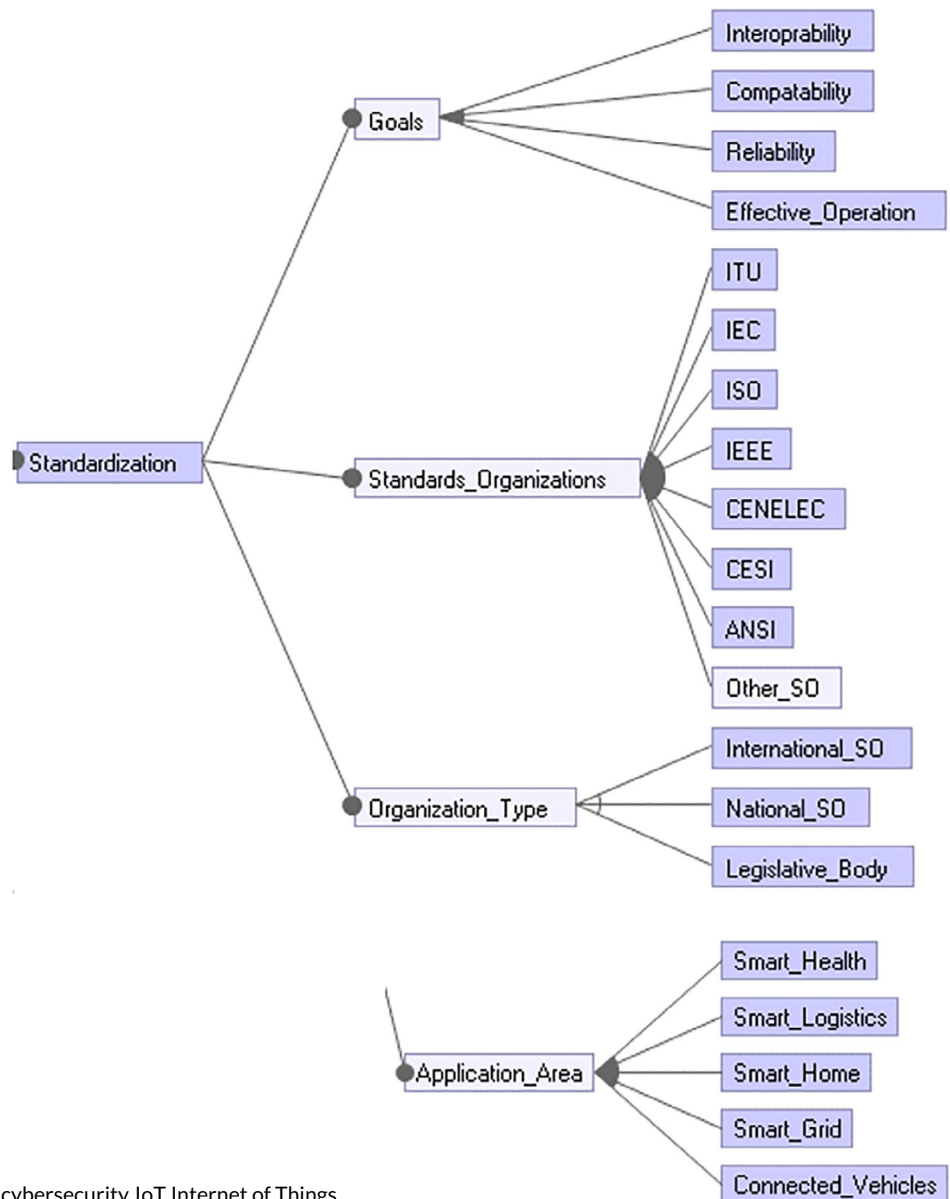 Interoprability
Compatability
Goals
Reliability
Effective_Operation
ITU
IEC
ISO
IEEE
Standardization
Standards_Organizations
CENELEC
CESI
ANSI
Other_SO
International_SO
Organization_Type
National_SO
Legislative_Body
Smart_Health
Smart_Logistics
Application_Area
Smart_Home
Smart_Grid
Connected_Vehicles
cybersecurity IoT Internet of Things